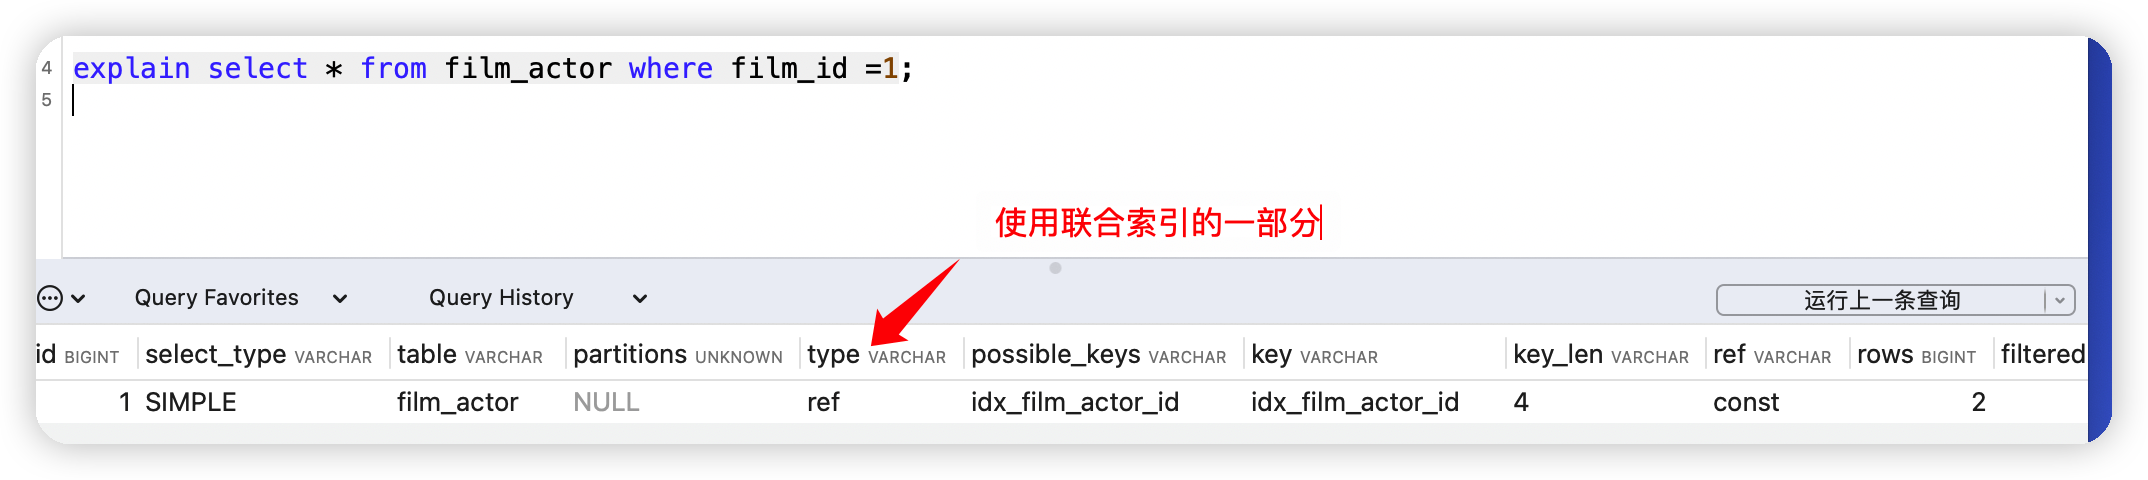 4 explain select * from film_actor where film_id =1;
5
使用联合索引的一部分
Query Favorites Query History 运行上一条查询
id BIGINT select_type VARCHAR table VARCHAR partitions UNKNOWN type VARCHAR possible_keys VARCHAR key VARCHAR key_len VARCHAR ref VARCHAR rows BIGINT filtered
1 SIMPLE film_actor NULL ref idx_film_actor_id idx_film_actor_id 4 const 2